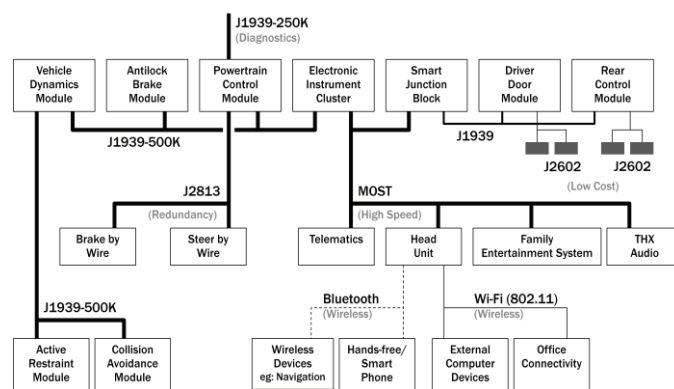 J1939-250K
(Diagnostics)
Vehicle
Dynamics
Module
Antilock
Brake
Module
Powertrain
Control
Module
Electronic
Instrument
Cluster
Smart
Junction
Block
Driver
Door
Module
Rear
Control
Module
J1939-500K
J1939
J2602
J2602
(Low Cost)
J2813
(Redundancy)
MOST
(High Speed)
Brake by
Wire
Steer by
Wire
Telematics
Head
Unit
Family
Entertainment System
THX
Audio
J1939-500K
Bluetooth
(Wireless)
Wi-Fi (802.11)
(Wireless)
Active
Restraint
Module
Collision
Avoidance
Module
Wireless
Devices
eg: Navigation
Hands-free/
Smart
Phone
External
Computer
Devices
Office
Connectivity